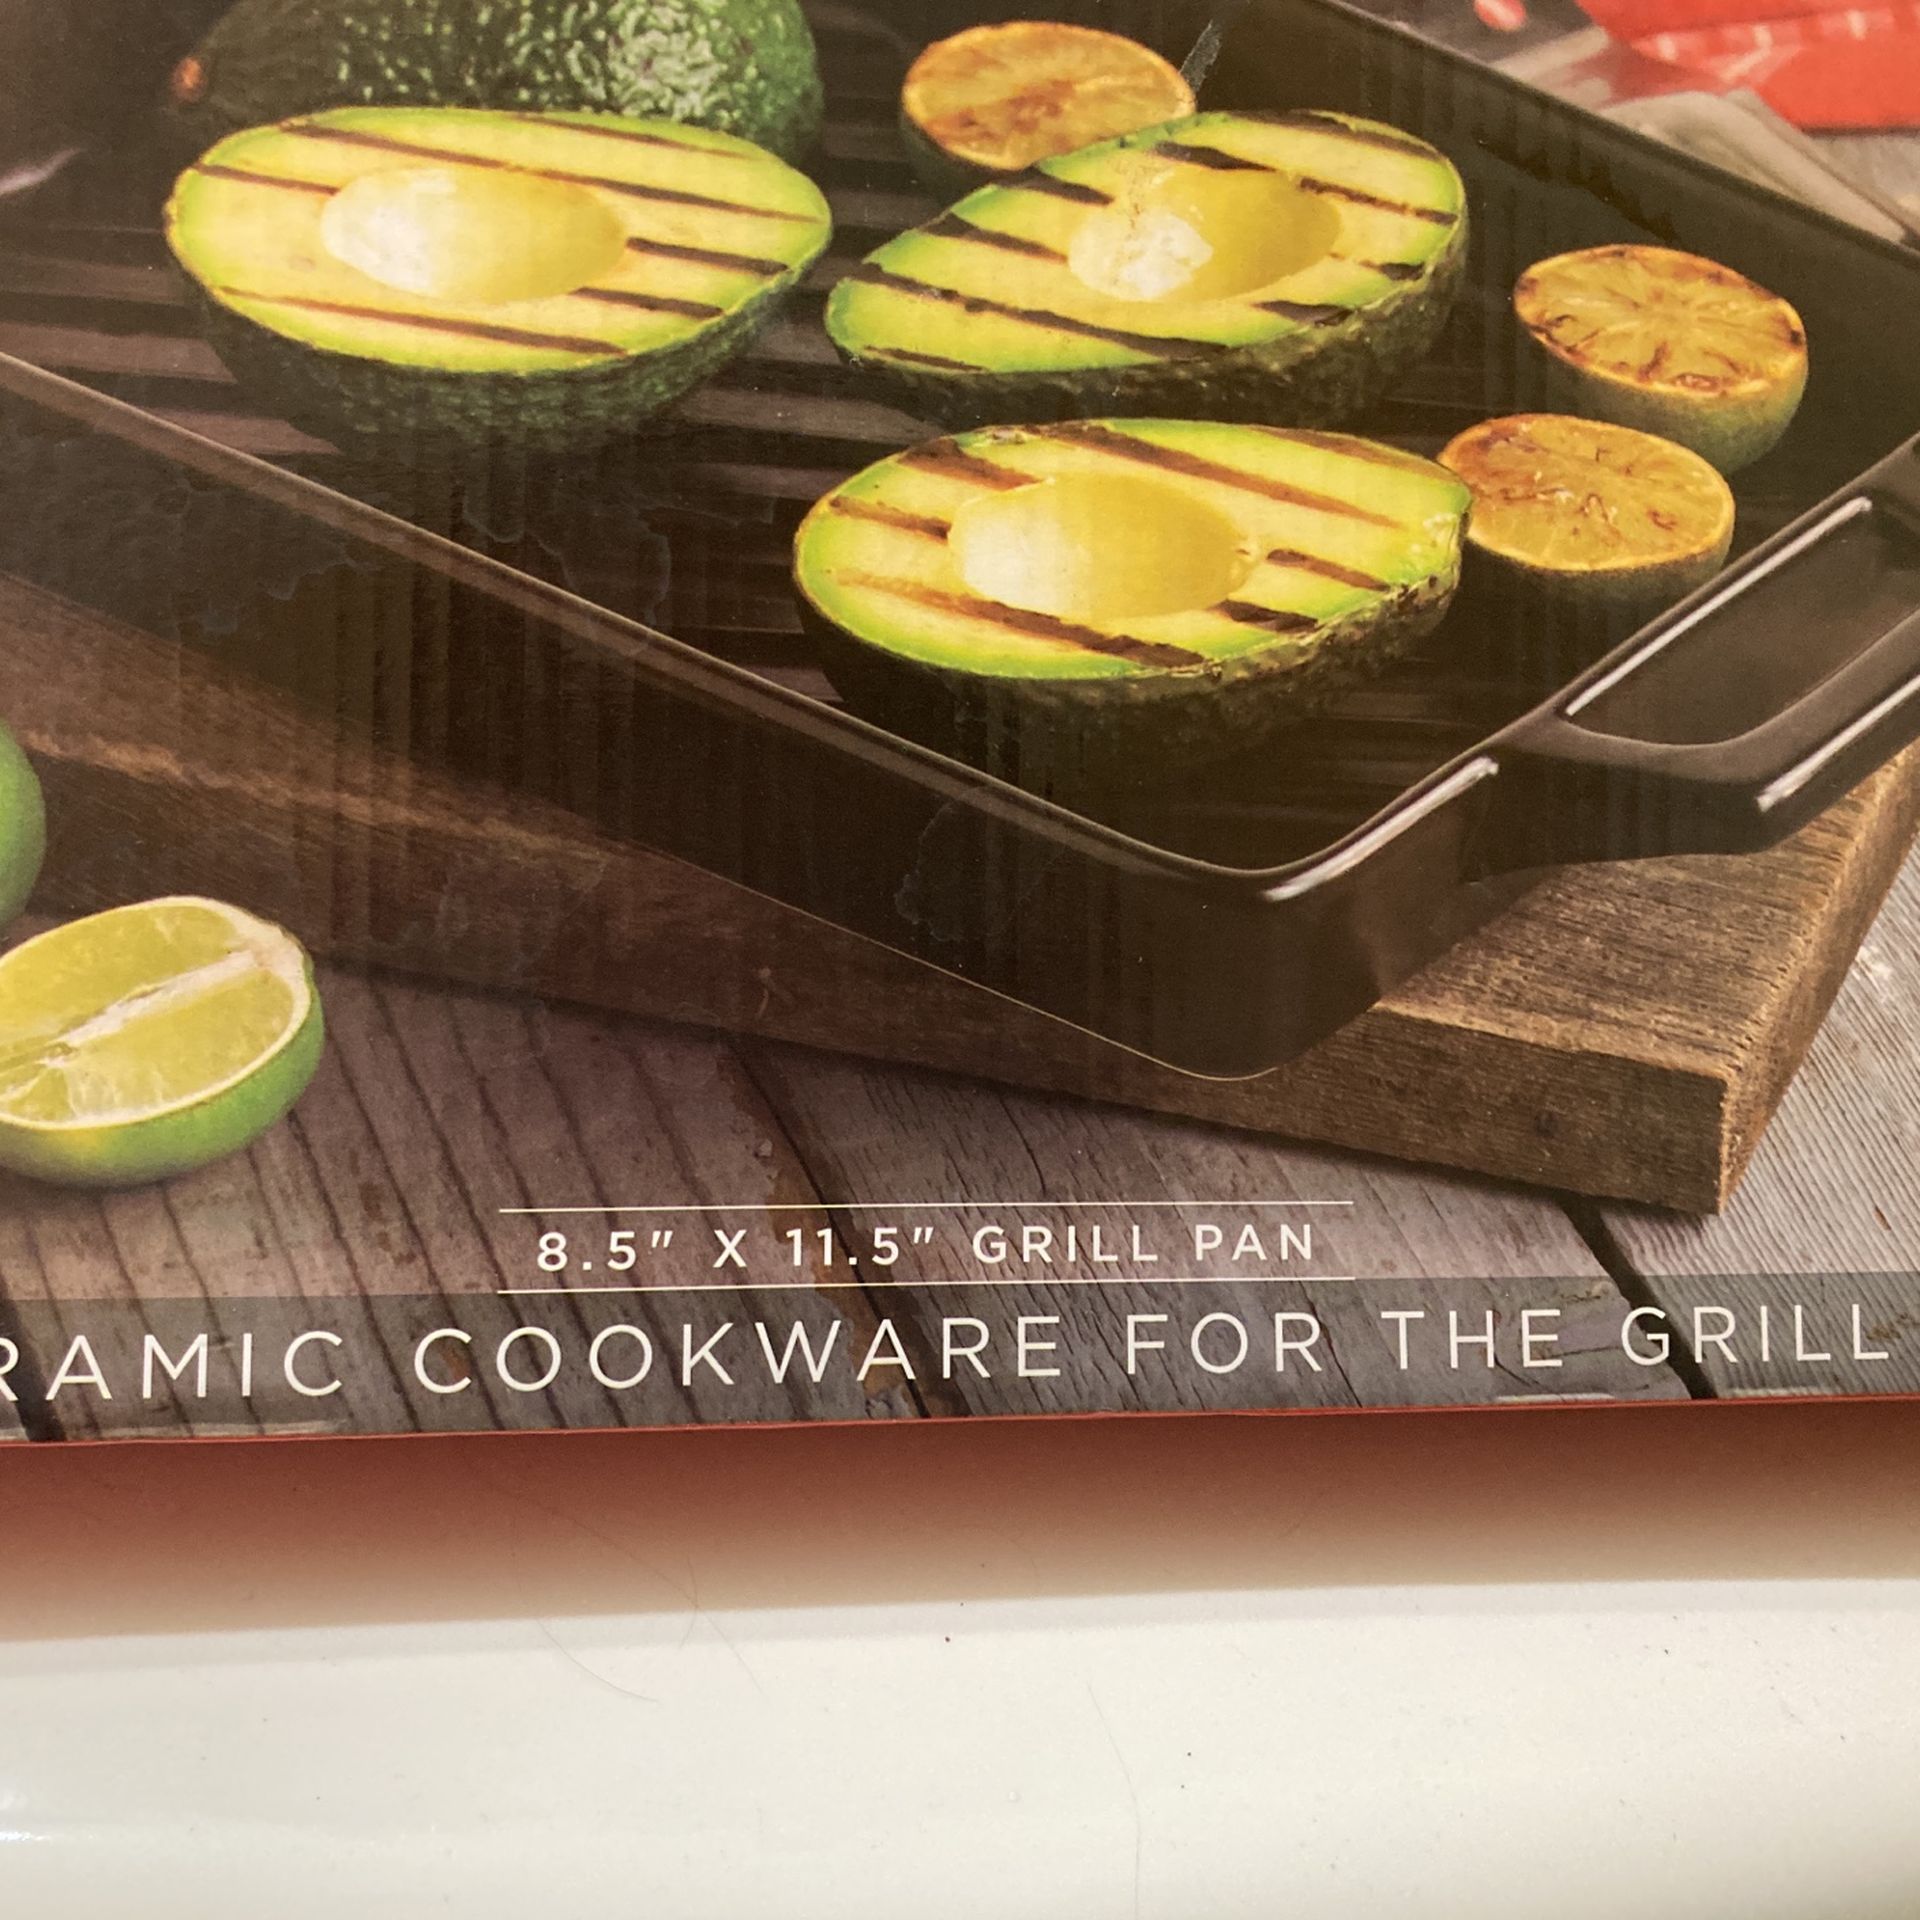 8.5" X 11.5" GRILL PAN
RAMIC COOKWARE FOR THE GRILL